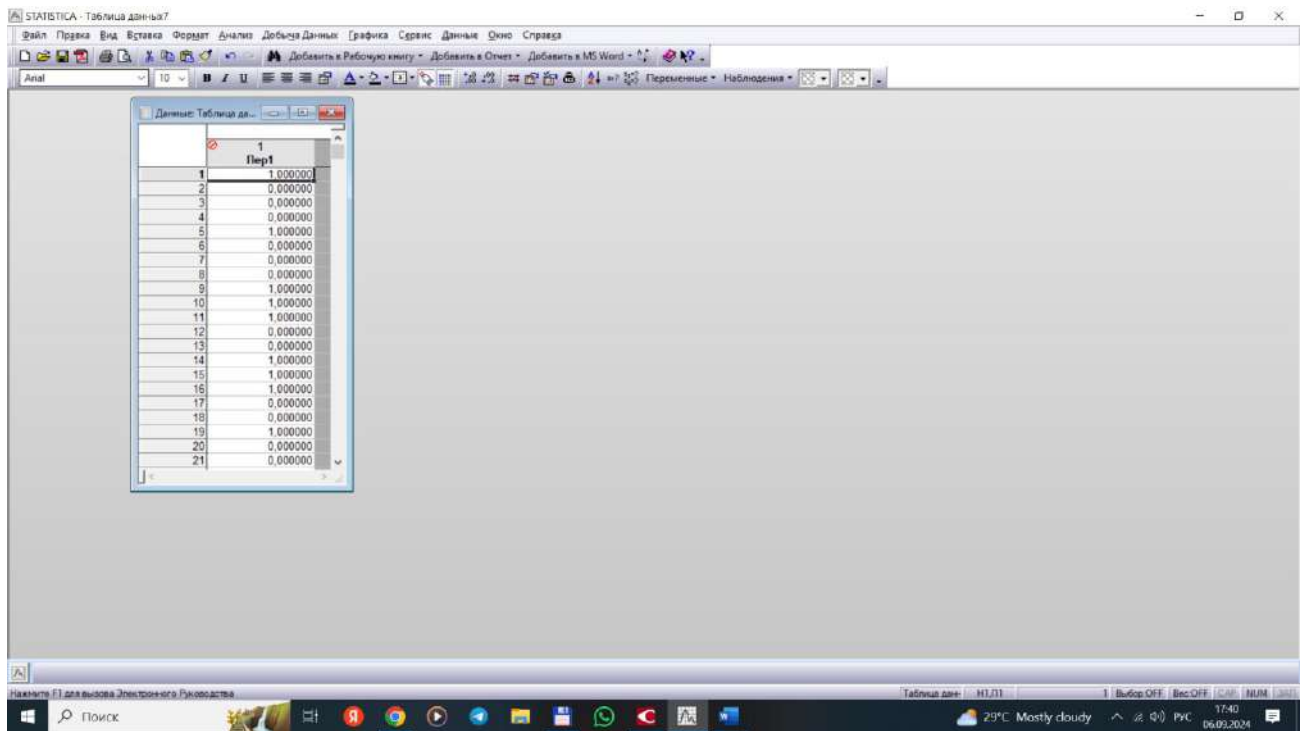 STATISTICA - Таблица данных7
Файл Правка Вид Вставка Формат Анализ Добыча Данных Графика Сервис Данные Окно Справка
Добавить в Рабочую книгу Добавить в Отчет Добавить в MS Word
Arial 10 B I U Переменные Наблюдения
Данные: Таблица да...
1
Пер1
1 1,000000
2 0,000000
3 0,000000
4 0,000000
5 1,000000
6 0,000000
7 0,000000
8 0,000000
9 1,000000
10 1,000000
11 1,000000
12 0,000000
13 0,000000
14 1,000000
15 1,000000
16 1,000000
17 0,000000
18 0,000000
19 1,000000
20 0,000000
21 0,000000
Нажмите F1 для вызова Электронного Руководства Таблица дан Н1,П1 1 Выбор:OFF Вес:OFF CAP NUM ЗАП
Поиск 29°C Mostly cloudy РУС 17:40
06.09.2024